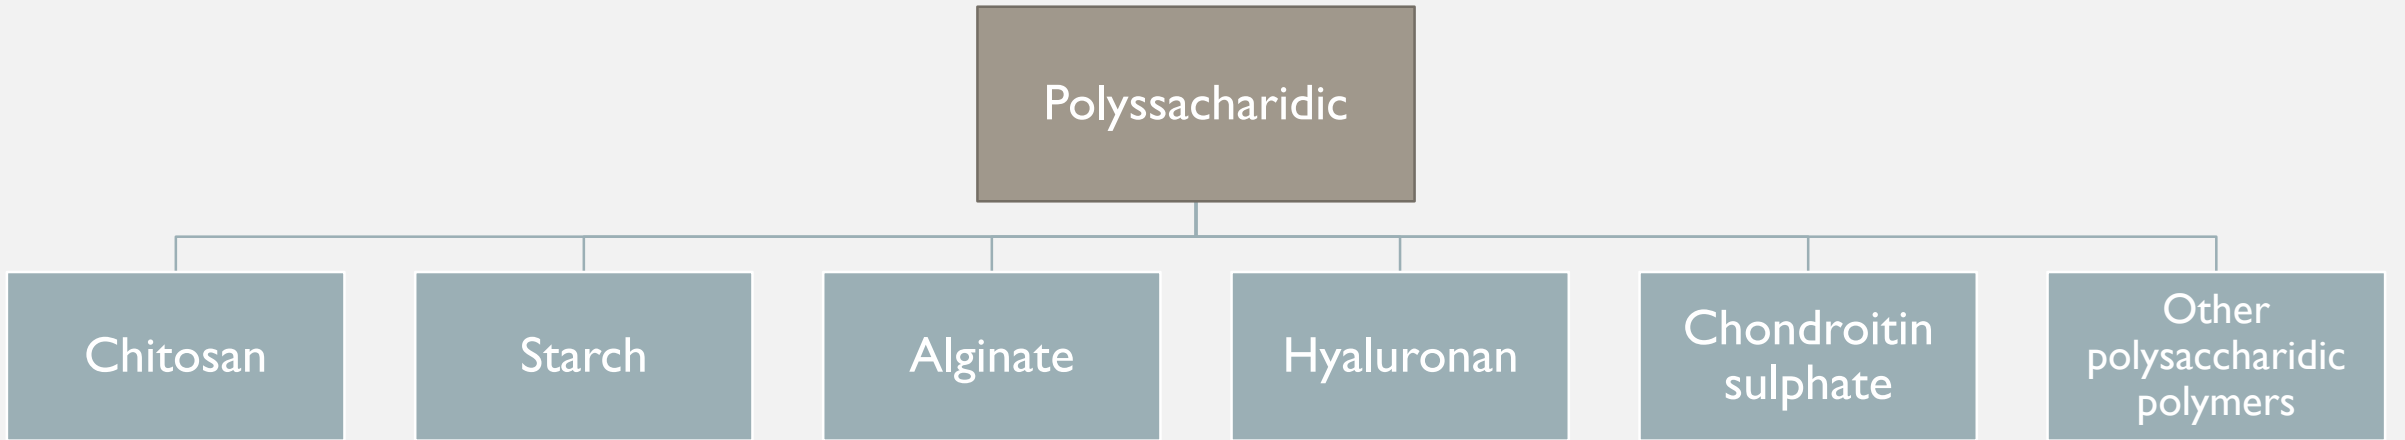 Polyssacharidic
Chitosan
Starch
Alginate
Hyaluronan
Chondroitin
sulphate
Other
polysaccharidic
polymers